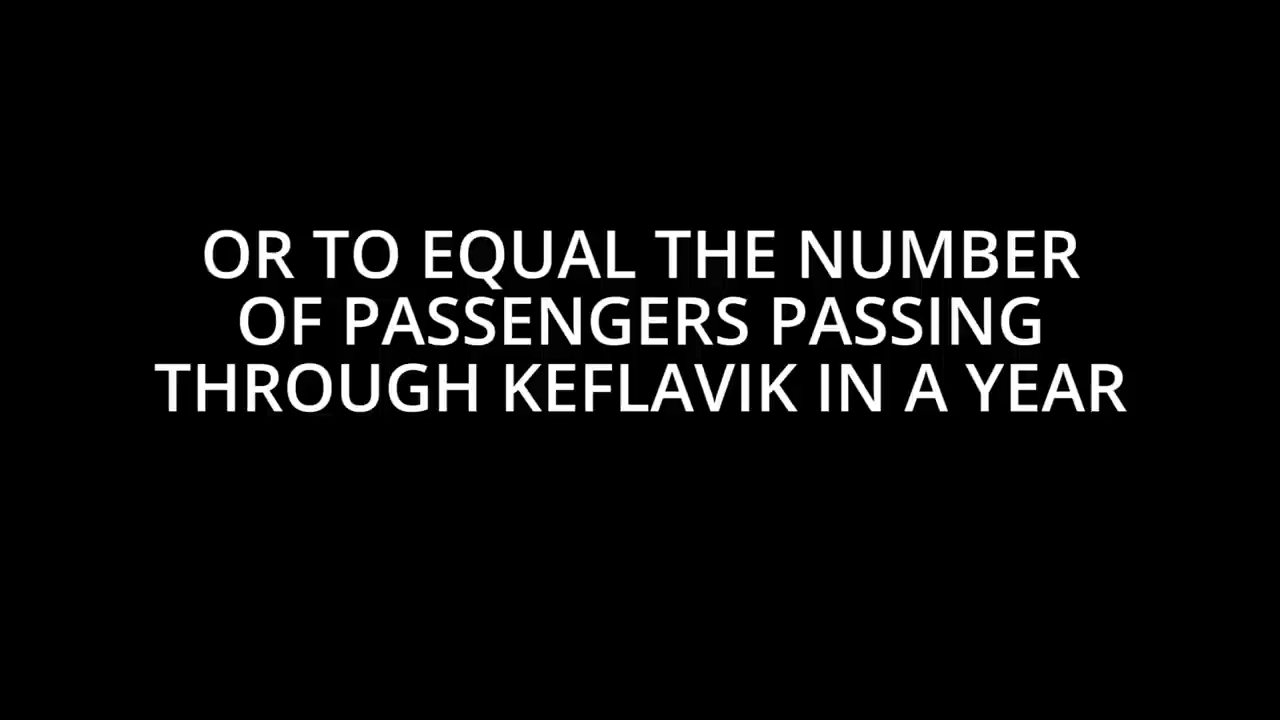 OR TO EQUAL THE NUMBER
OF PASSENGERS PASSING
THROUGH KEFLAVIK IN A YEAR